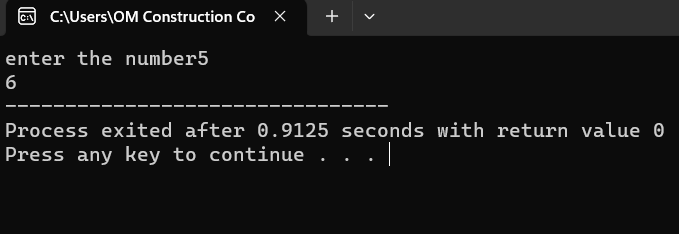 C:\Users\OM Construction Co
enter the number5
6
--------------------------------
Process exited after 0.9125 seconds with return value 0
Press any key to continue . . .